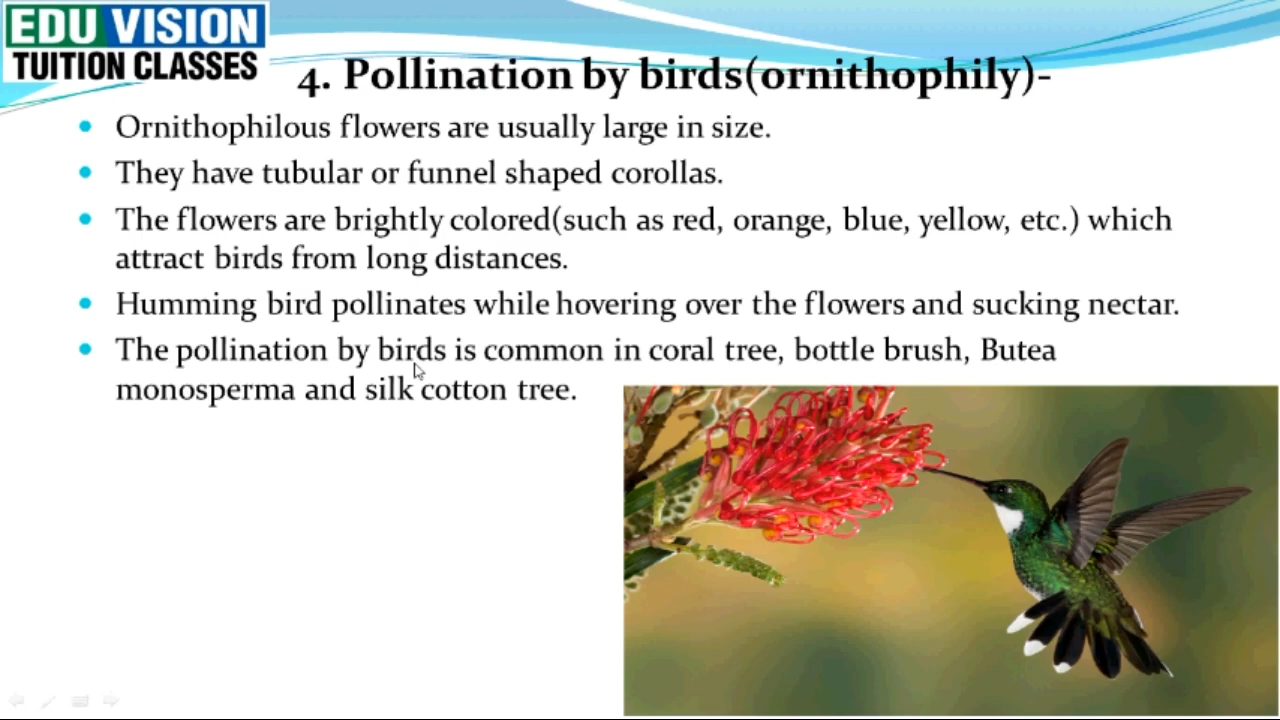 EDU VISION
TUITION CLASSES
4. Pollination by birds(ornithophily)-
• Ornithophilous flowers are usually large in size.
• They have tubular or funnel shaped corollas.
• The flowers are brightly colored(such as red, orange, blue, yellow, etc.) which
attract birds from long distances.
• Humming bird pollinates while hovering over the flowers and sucking nectar.
• The pollination by birds is common in coral tree, bottle brush, Butea
monosperma and silk cotton tree.